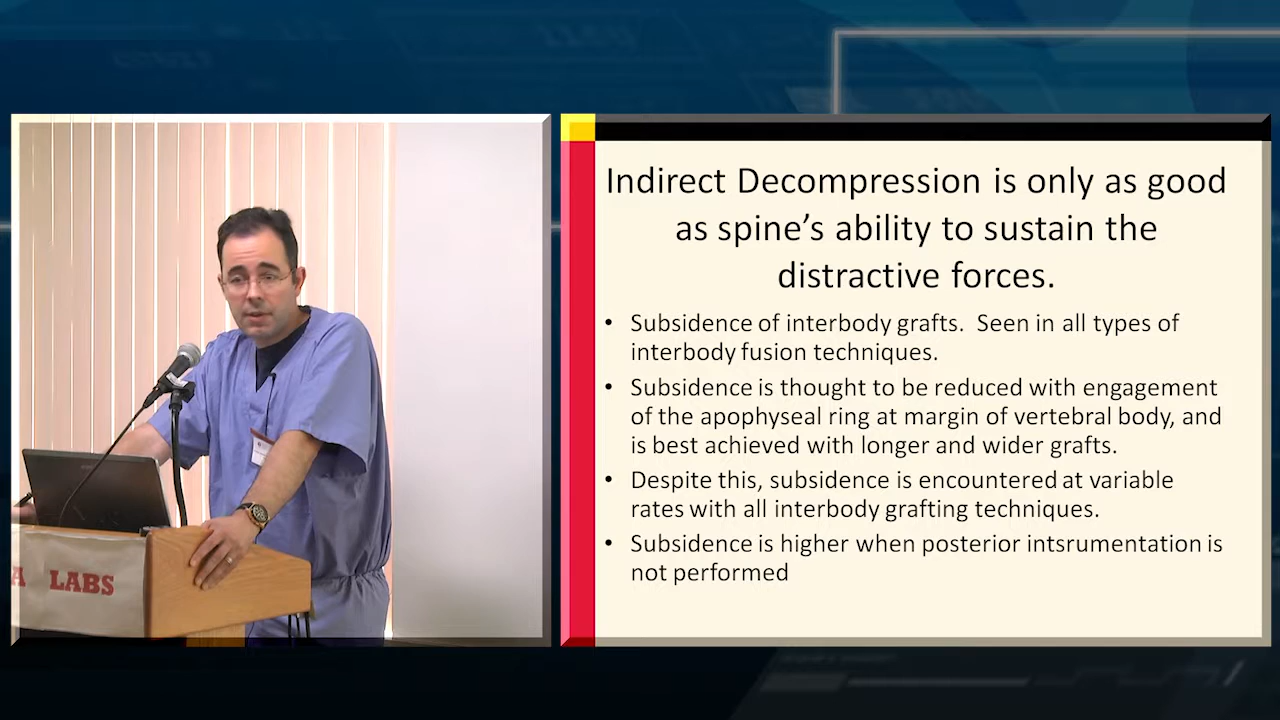 A LABS
Indirect Decompression is only as good
as spine’s ability to sustain the
distractive forces.
• Subsidence of interbody grafts.  Seen in all types of
interbody fusion techniques.
• Subsidence is thought to be reduced with engagement
of the apophyseal ring at margin of vertebral body, and
is best achieved with longer and wider grafts.
• Despite this, subsidence is encountered at variable
rates with all interbody grafting techniques.
• Subsidence is higher when posterior intsrumentation is
not performed